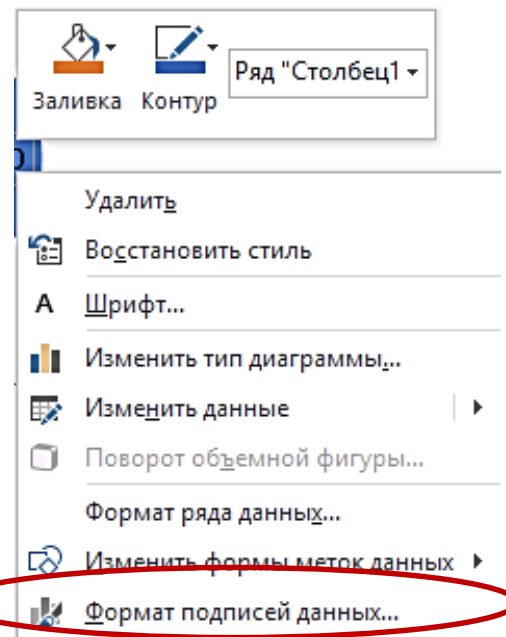 Заливка Контур
Ряд "Столбец1
Удалить
Восстановить стиль
А Шрифт...
Изменить тип диаграммы...
Изменить данные
Поворот объемной фигуры...
Формат ряда данных...
Изменить формы меток данных
Формат подписей данных...